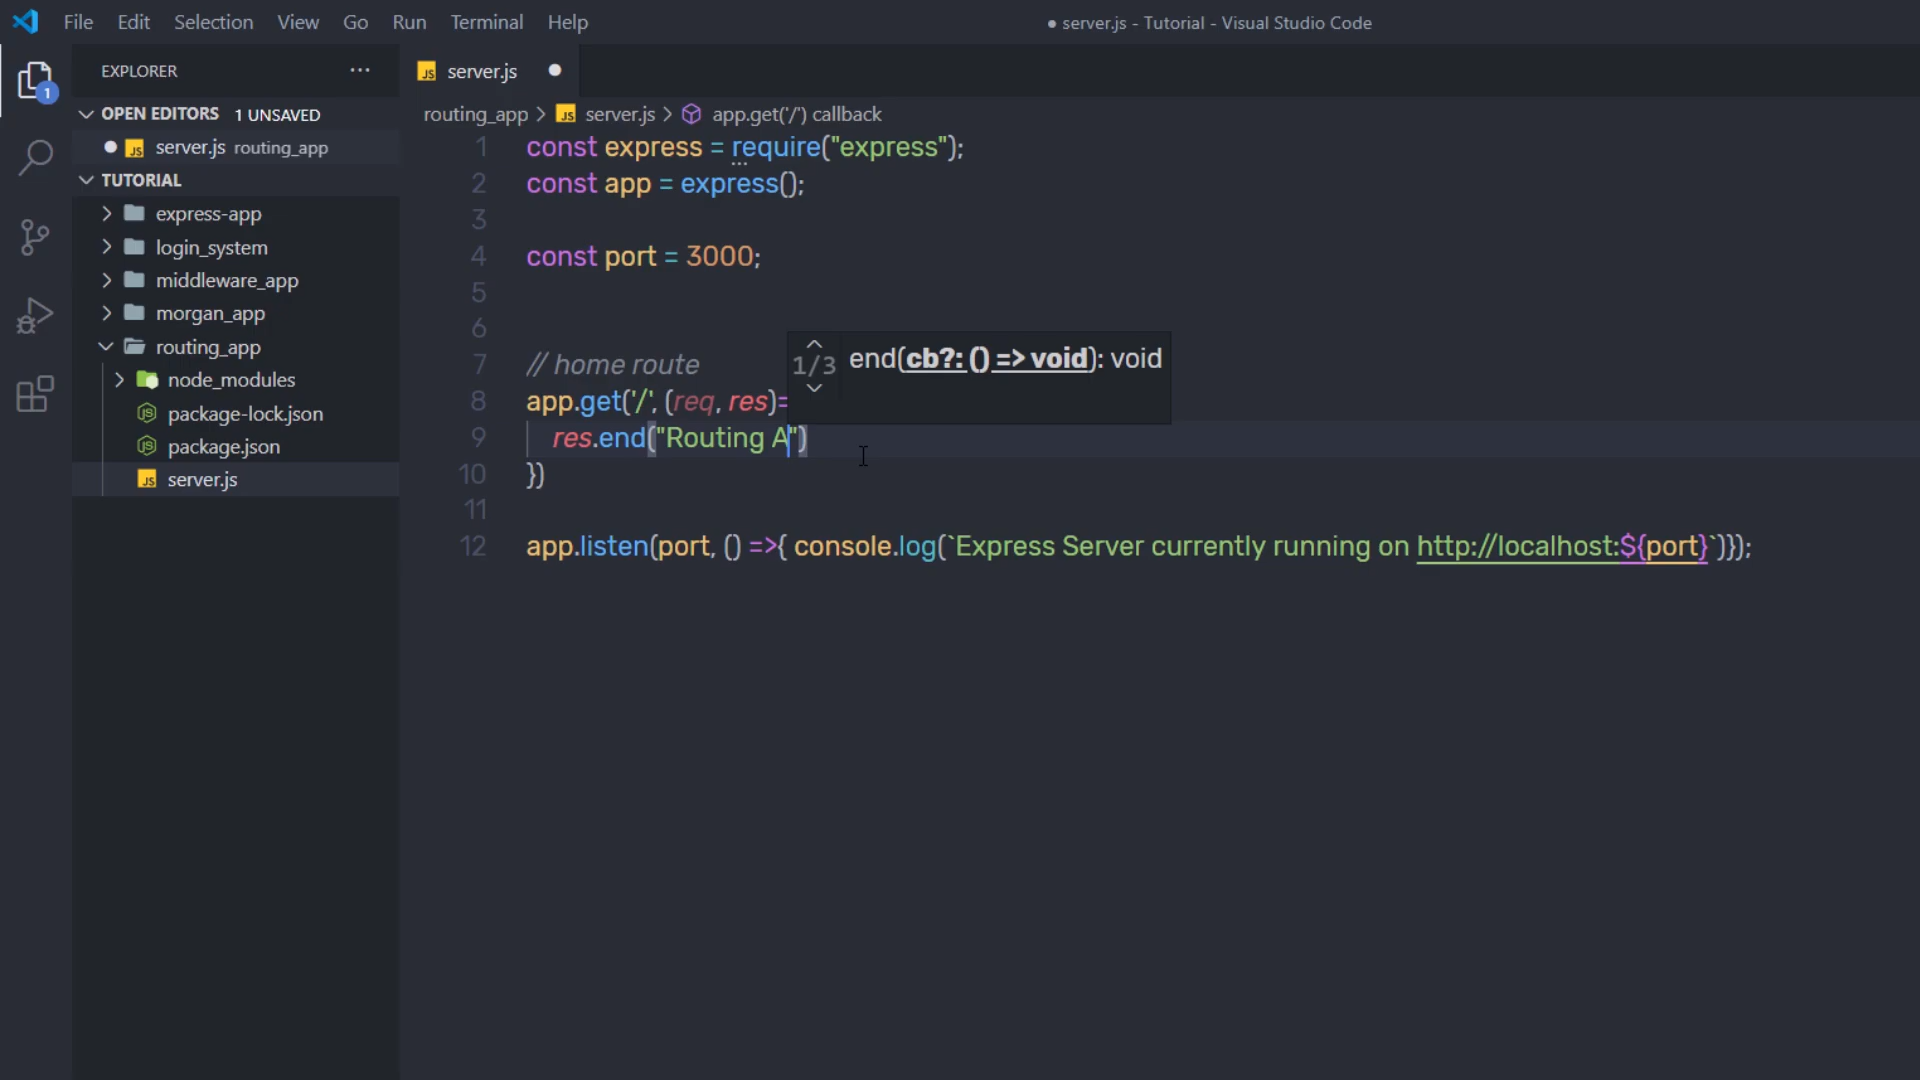 File Edit Selection View Go Run Terminal Help
● server.js - Tutorial - Visual Studio Code
1
EXPLORER ...
OPEN EDITORS 1 UNSAVED
● JS server.js routing_app
TUTORIAL
express-app
login_system
middleware_app
morgan_app
routing_app
node_modules
package-lock.json
package.json
JS server.js
JS server.js ●
routing_app > JS server.js > app.get('/') callback
1 const express = require("express");
2 const app = express();
3
4 const port = 3000;
5
6
7 // home route
1/3 end(cb?: () => void): void
8 app.get('/', (req, res)=
9 res.end("Routing A")
10 })
11
12 app.listen(port, () =>{ console.log(`Express Server currently running on http://localhost:${port}`)});